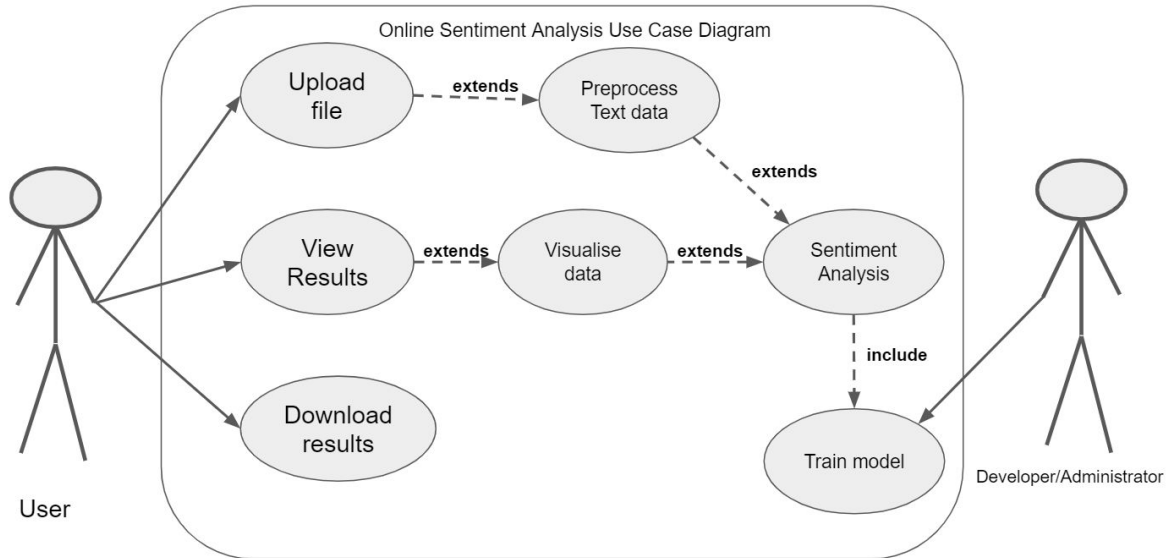 Online Sentiment Analysis Use Case Diagram
Upload
file
extends
Preprocess
Text data
extends
View
Results
extends
Visualise
data
extends
Sentiment
Analysis
include
Download
results
Train model
User
Developer/Administrator